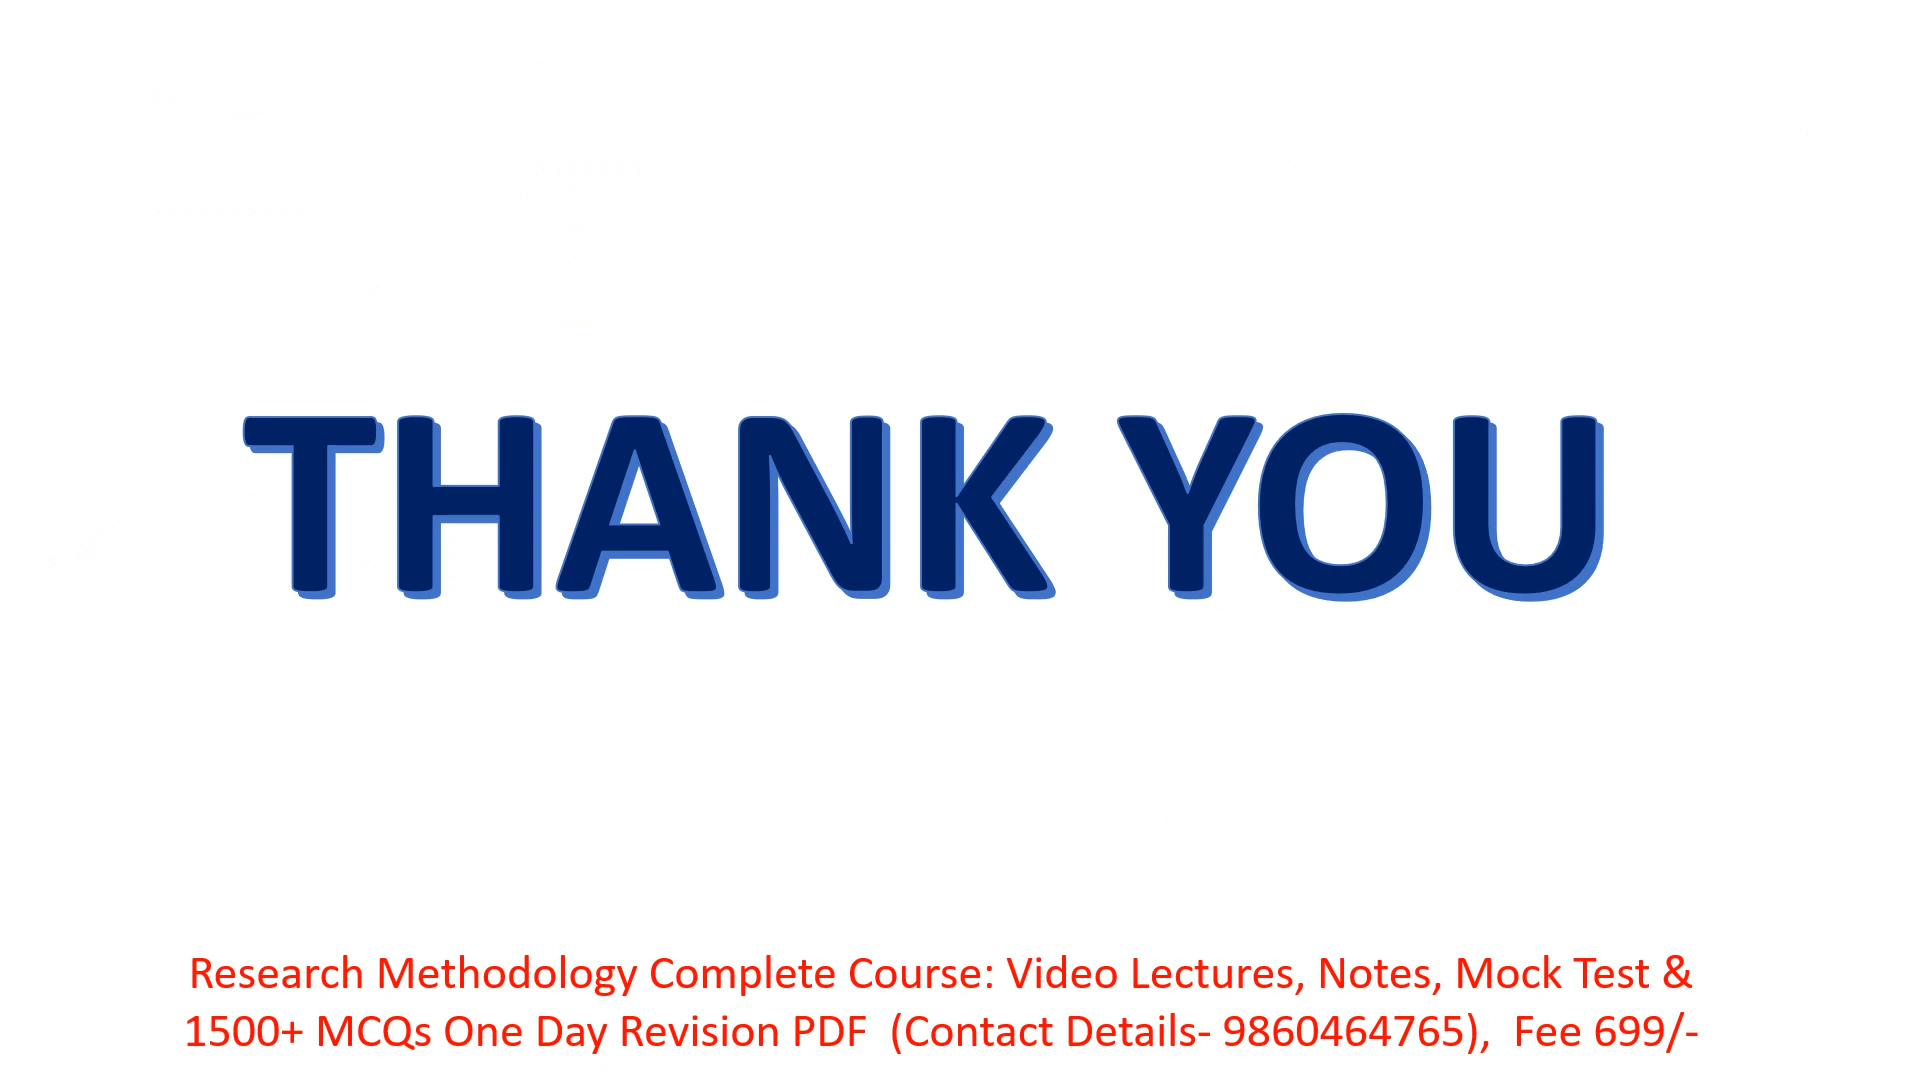 THANK YOU
Research Methodology Complete Course: Video Lectures, Notes, Mock Test &
1500+ MCQs One Day Revision PDF  (Contact Details- 9860464765),  Fee 699/-